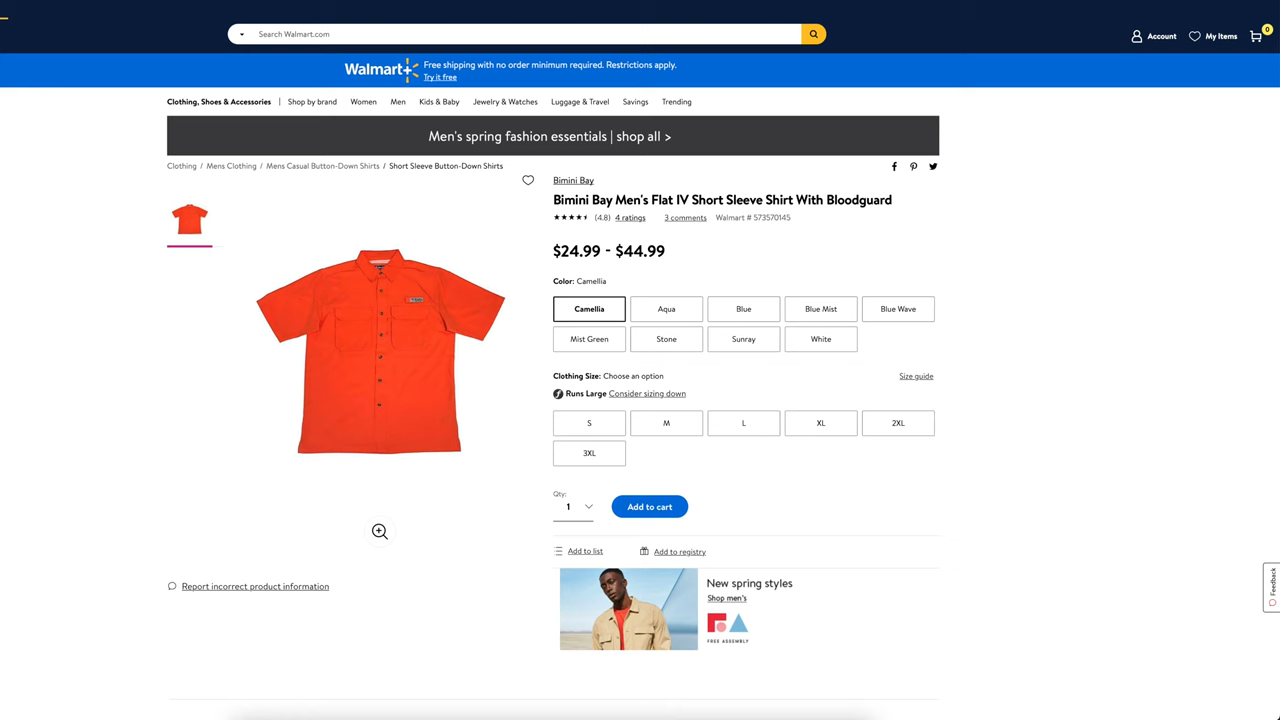 Search Walmart.com
Account
My Items
0
Walmart+
Free shipping with no order minimum required. Restrictions apply.
Try it free
Clothing, Shoes & Accessories | Shop by brand Women Men Kids & Baby Jewelry & Watches Luggage & Travel Savings Trending
Men's spring fashion essentials | shop all >
Clothing / Mens Clothing / Mens Casual Button-Down Shirts / Short Sleeve Button-Down Shirts
Bimini Bay
Bimini Bay Men's Flat IV Short Sleeve Shirt With Bloodguard
(4.8) 4 ratings 3 comments Walmart # 573570145
$24.99 - $44.99
Color: Camellia
Camellia Aqua Blue Blue Mist Blue Wave
Mist Green Stone Sunray White
Clothing Size: Choose an option Size guide
Runs Large Consider sizing down
S M L XL 2XL
3XL
Qty:
1 Add to cart
Add to list Add to registry
New spring styles
Shop men's
FREE ASSEMBLY
Report incorrect product information
Feedback